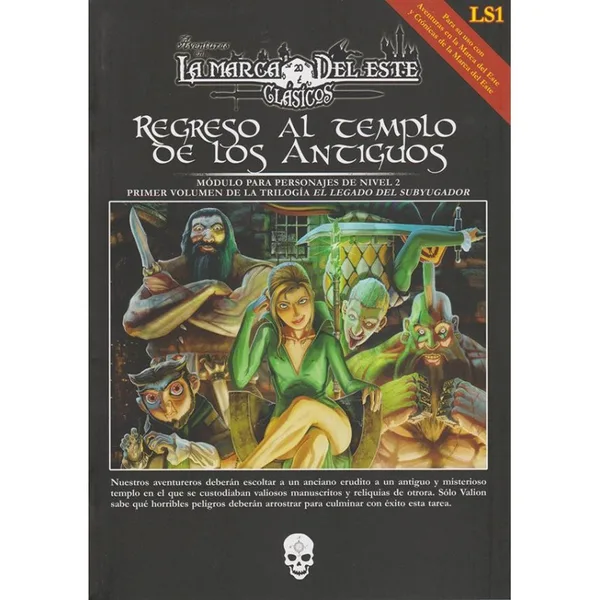 LS1
Para su uso con
Aventuras en la Marca del Este
y Crónicas de la Marca del Este
Aventuras en
La Marca Del Este
20
Clásicos
Regreso al Templo
de los Antiguos
MÓDULO PARA PERSONAJES DE NIVEL 2
PRIMER VOLUMEN DE LA TRILOGÍA EL LEGADO DEL SUBYUGADOR
Nuestros aventureros deberán escoltar a un anciano erudito a un antiguo y misterioso
templo en el que se custodiaban valiosos manuscritos y reliquias de otrora. Sólo Valion
sabe qué horribles peligros deberán arrostrar para culminar con éxito esta tarea.